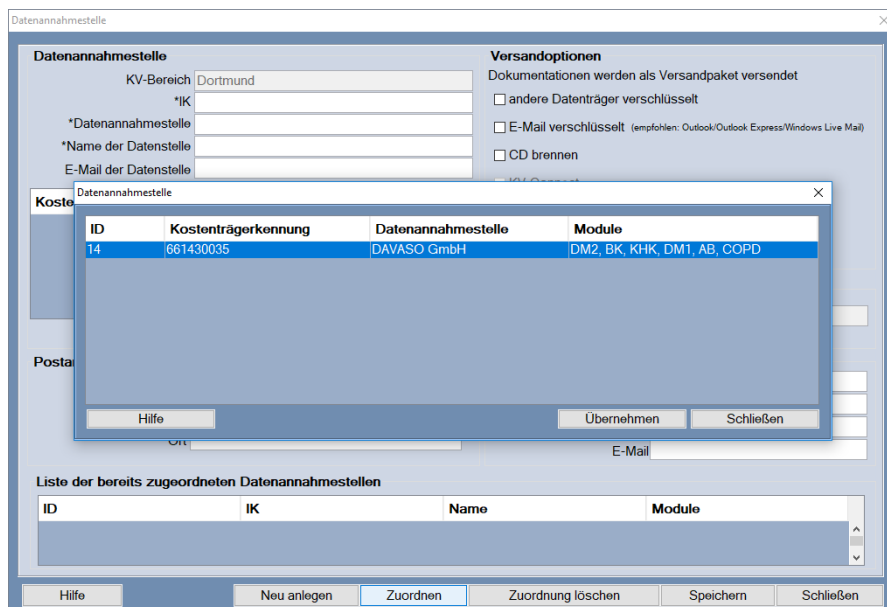 Datenannahmestelle
Datenannahmestelle
Versandoptionen
KV-Bereich Dortmund
Dokumentationen werden als Versandpaket versendet
*IK
andere Datenträger verschlüsselt
*Datenannahmestelle
E-Mail verschlüsselt (empfohlen: Outlook/Outlook Express/Windows Live Mail)
*Name der Datenstelle
CD brennen
E-Mail der Datenstelle
Datenannahmestelle
ID Kostenträgerkennung Datenannahmestelle Module
14 661430035 DAVASO GmbH DM2, BK, KHK, DM1, AB, COPD
Hilfe Übernehmen Schließen
Ort
E-Mail
Liste der bereits zugeordneten Datenannahmestellen
ID IK Name Module
Hilfe Neu anlegen Zuordnen Zuordnung löschen Speichern Schließen